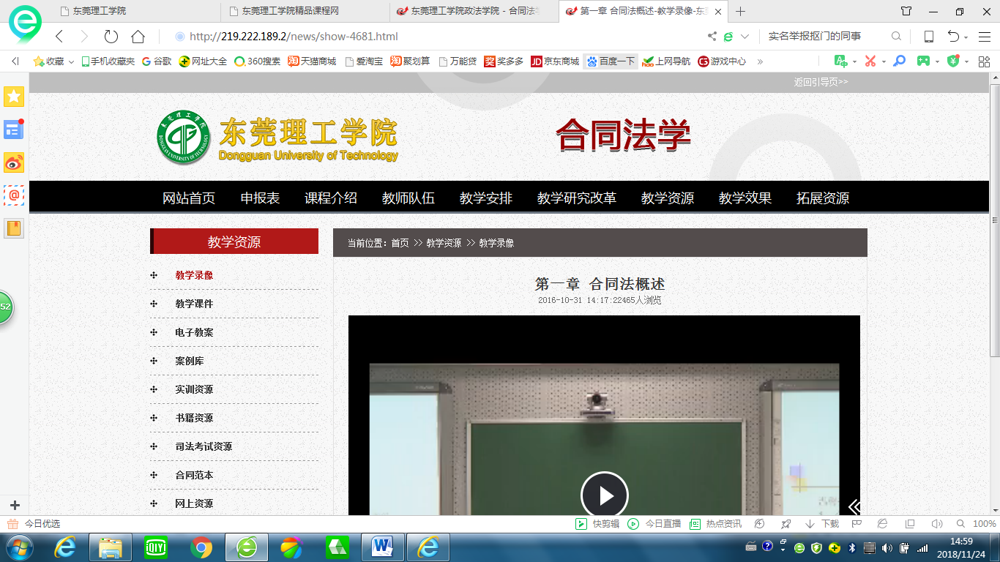 东莞理工学院
东莞理工学院精品课程网
东莞理工学院政法学院 - 合同法学
第一章 合同法概述-教学录像-东莞
http://219.222.189.2/news/show-4681.html
实名举报抠门的同事
收藏 手机收藏夹 谷歌 网址大全 360搜索 天猫商城 爱淘宝 聚划算 万能贷 奖多多 京东商城 百度一下 上网导航 游戏中心
返回引导页>>
东莞理工学院
Dongguan University of Technology
合同法学
网站首页 申报表 课程介绍 教师队伍 教学安排 教学研究改革 教学资源 教学效果 拓展资源
教学资源
当前位置：首页 >> 教学资源 >> 教学录像
教学录像
教学课件
电子教案
案例库
实训资源
书籍资源
司法考试资源
合同范本
网上资源
第一章 合同法概述
2016-10-31 14:17:22465人浏览
52
今日优选
快剪辑 今日直播 热点资讯 下载 100%
14:59
2018/11/24